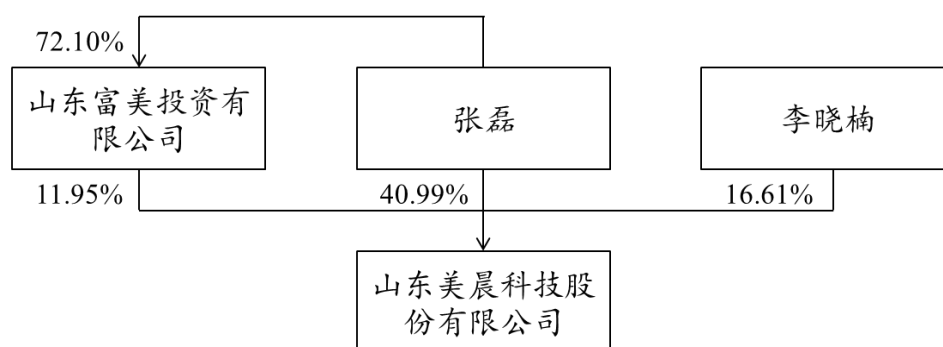 72.10%
山东富美投资有
限公司
张磊
李晓楠
11.95%
40.99%
16.61%
山东美晨科技股
份有限公司